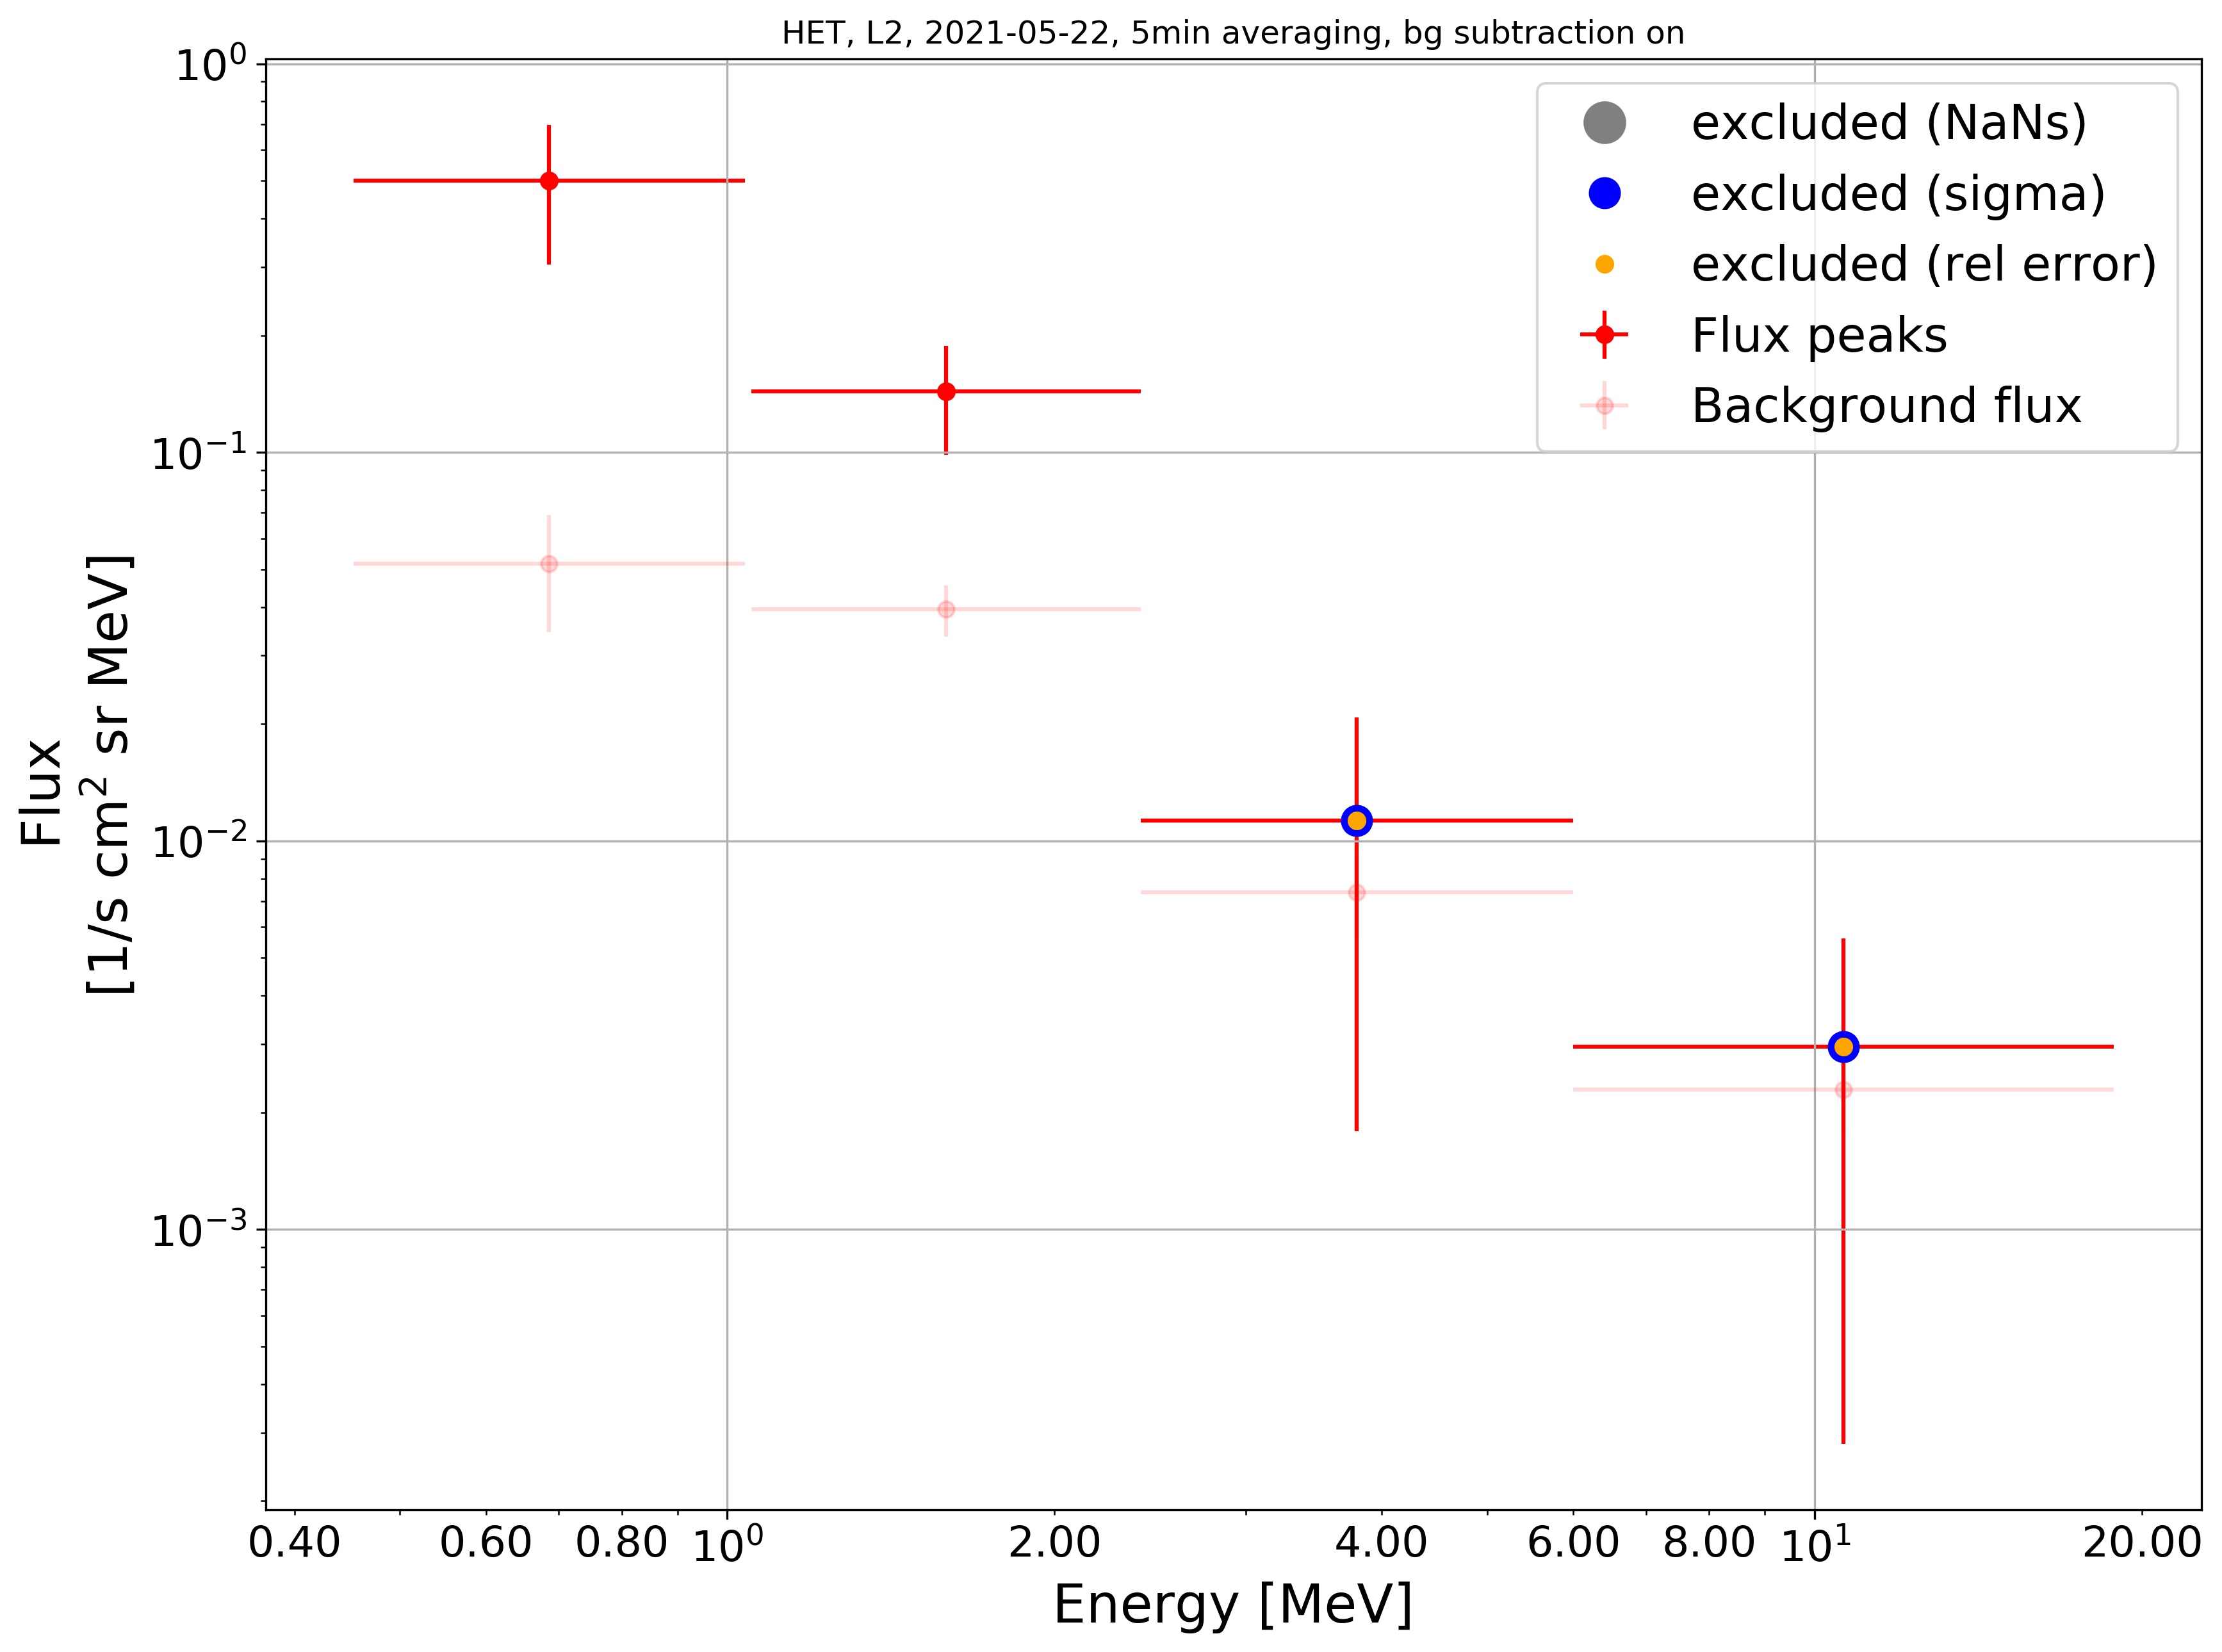 HET, L2, 2021-05-22, 5min averaging, bg subtraction on
10⁰
10⁻¹
10⁻²
10⁻³
Flux
[1/s cm² sr MeV]
excluded (NaNs)
excluded (sigma)
excluded (rel error)
Flux peaks
Background flux
0.40 0.60 0.80 10⁰ 2.00 4.00 6.00 8.00 10¹ 20.00
Energy [MeV]